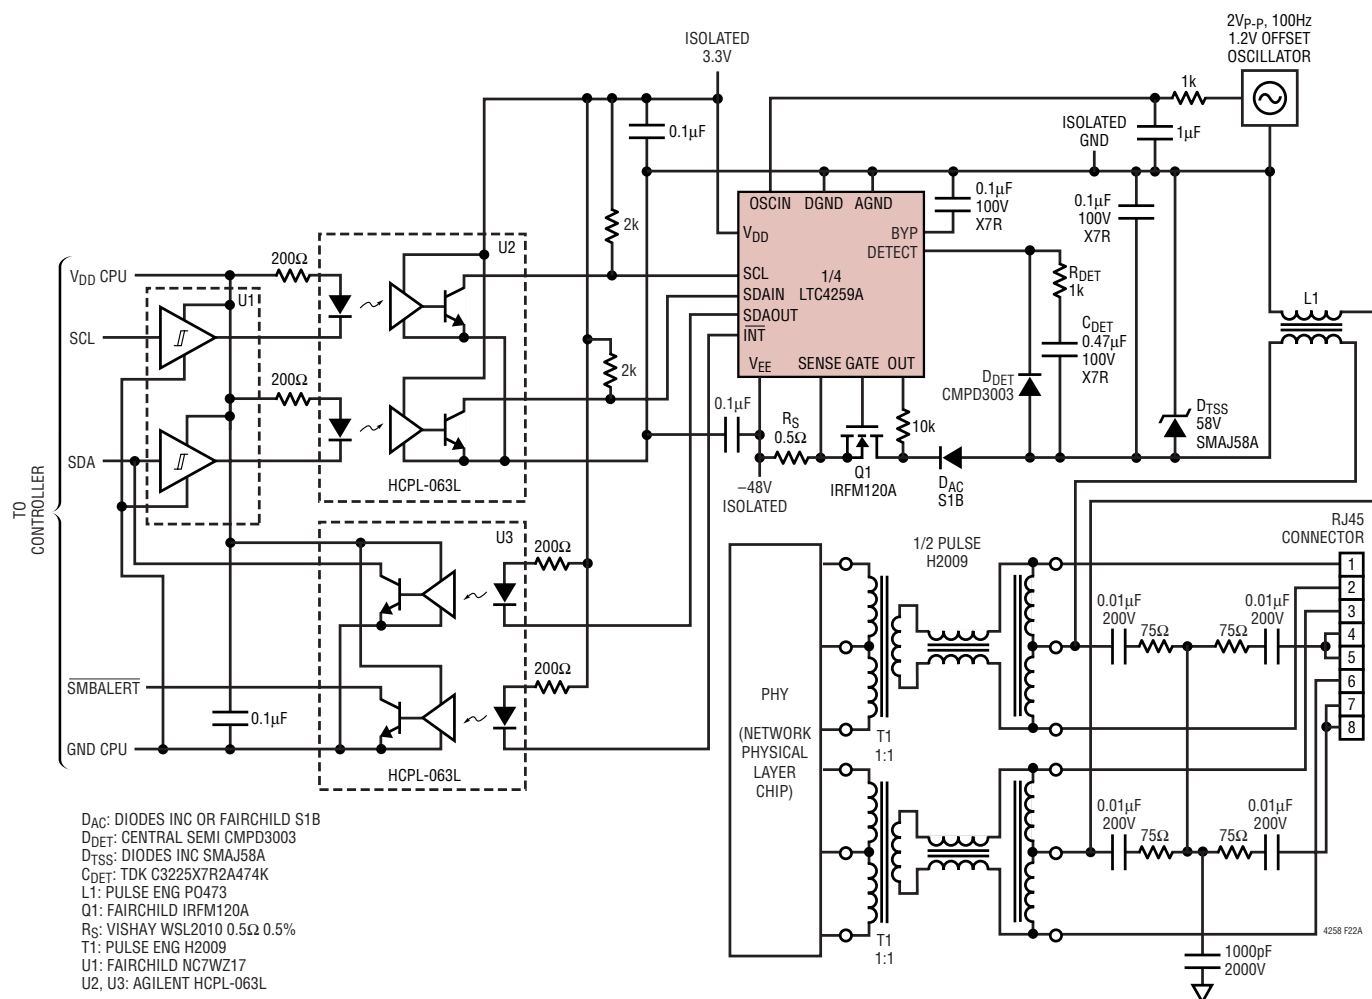 2VP-P, 100Hz
1.2V OFFSET
OSCILLATOR
ISOLATED
3.3V
1k
0.1µF
ISOLATED
GND
1µF
OSCIN DGND AGND
VDD
BYP
DETECT
SCL
1/4
LTC4259A
SDAIN
SDAOUT
INT
VEE
SENSE GATE OUT
0.1µF
100V
X7R
0.1µF
100V
X7R
RDET
1k
CDET
0.47µF
100V
X7R
L1
DDET
CMPD3003
DTSS
58V
SMAJ58A
2k
2k
0.1µF
RS
0.5Ω
10k
Q1
IRFM120A
DAC
S1B
–48V
ISOLATED
TO
CONTROLLER
VDD CPU
200Ω
U2
U1
SCL
200Ω
SDA
HCPL-063L
U3
200Ω
200Ω
SMBALERT
0.1µF
GND CPU
HCPL-063L
RJ45
CONNECTOR
1/2 PULSE
H2009
1
2
3
4
5
6
7
8
0.01µF
200V
75Ω
75Ω
0.01µF
200V
PHY
(NETWORK
PHYSICAL
LAYER
CHIP)
T1
1:1
0.01µF
200V
75Ω
75Ω
0.01µF
200V
T1
1:1
1000pF
2000V
4258 F22A
DAC: DIODES INC OR FAIRCHILD S1B
DDET: CENTRAL SEMI CMPD3003
DTSS: DIODES INC SMAJ58A
CDET: TDK C3225X7R2A474K
L1: PULSE ENG PO473
Q1: FAIRCHILD IRFM120A
RS: VISHAY WSL2010 0.5Ω 0.5%
T1: PULSE ENG H2009
U1: FAIRCHILD NC7WZ17
U2, U3: AGILENT HCPL-063L